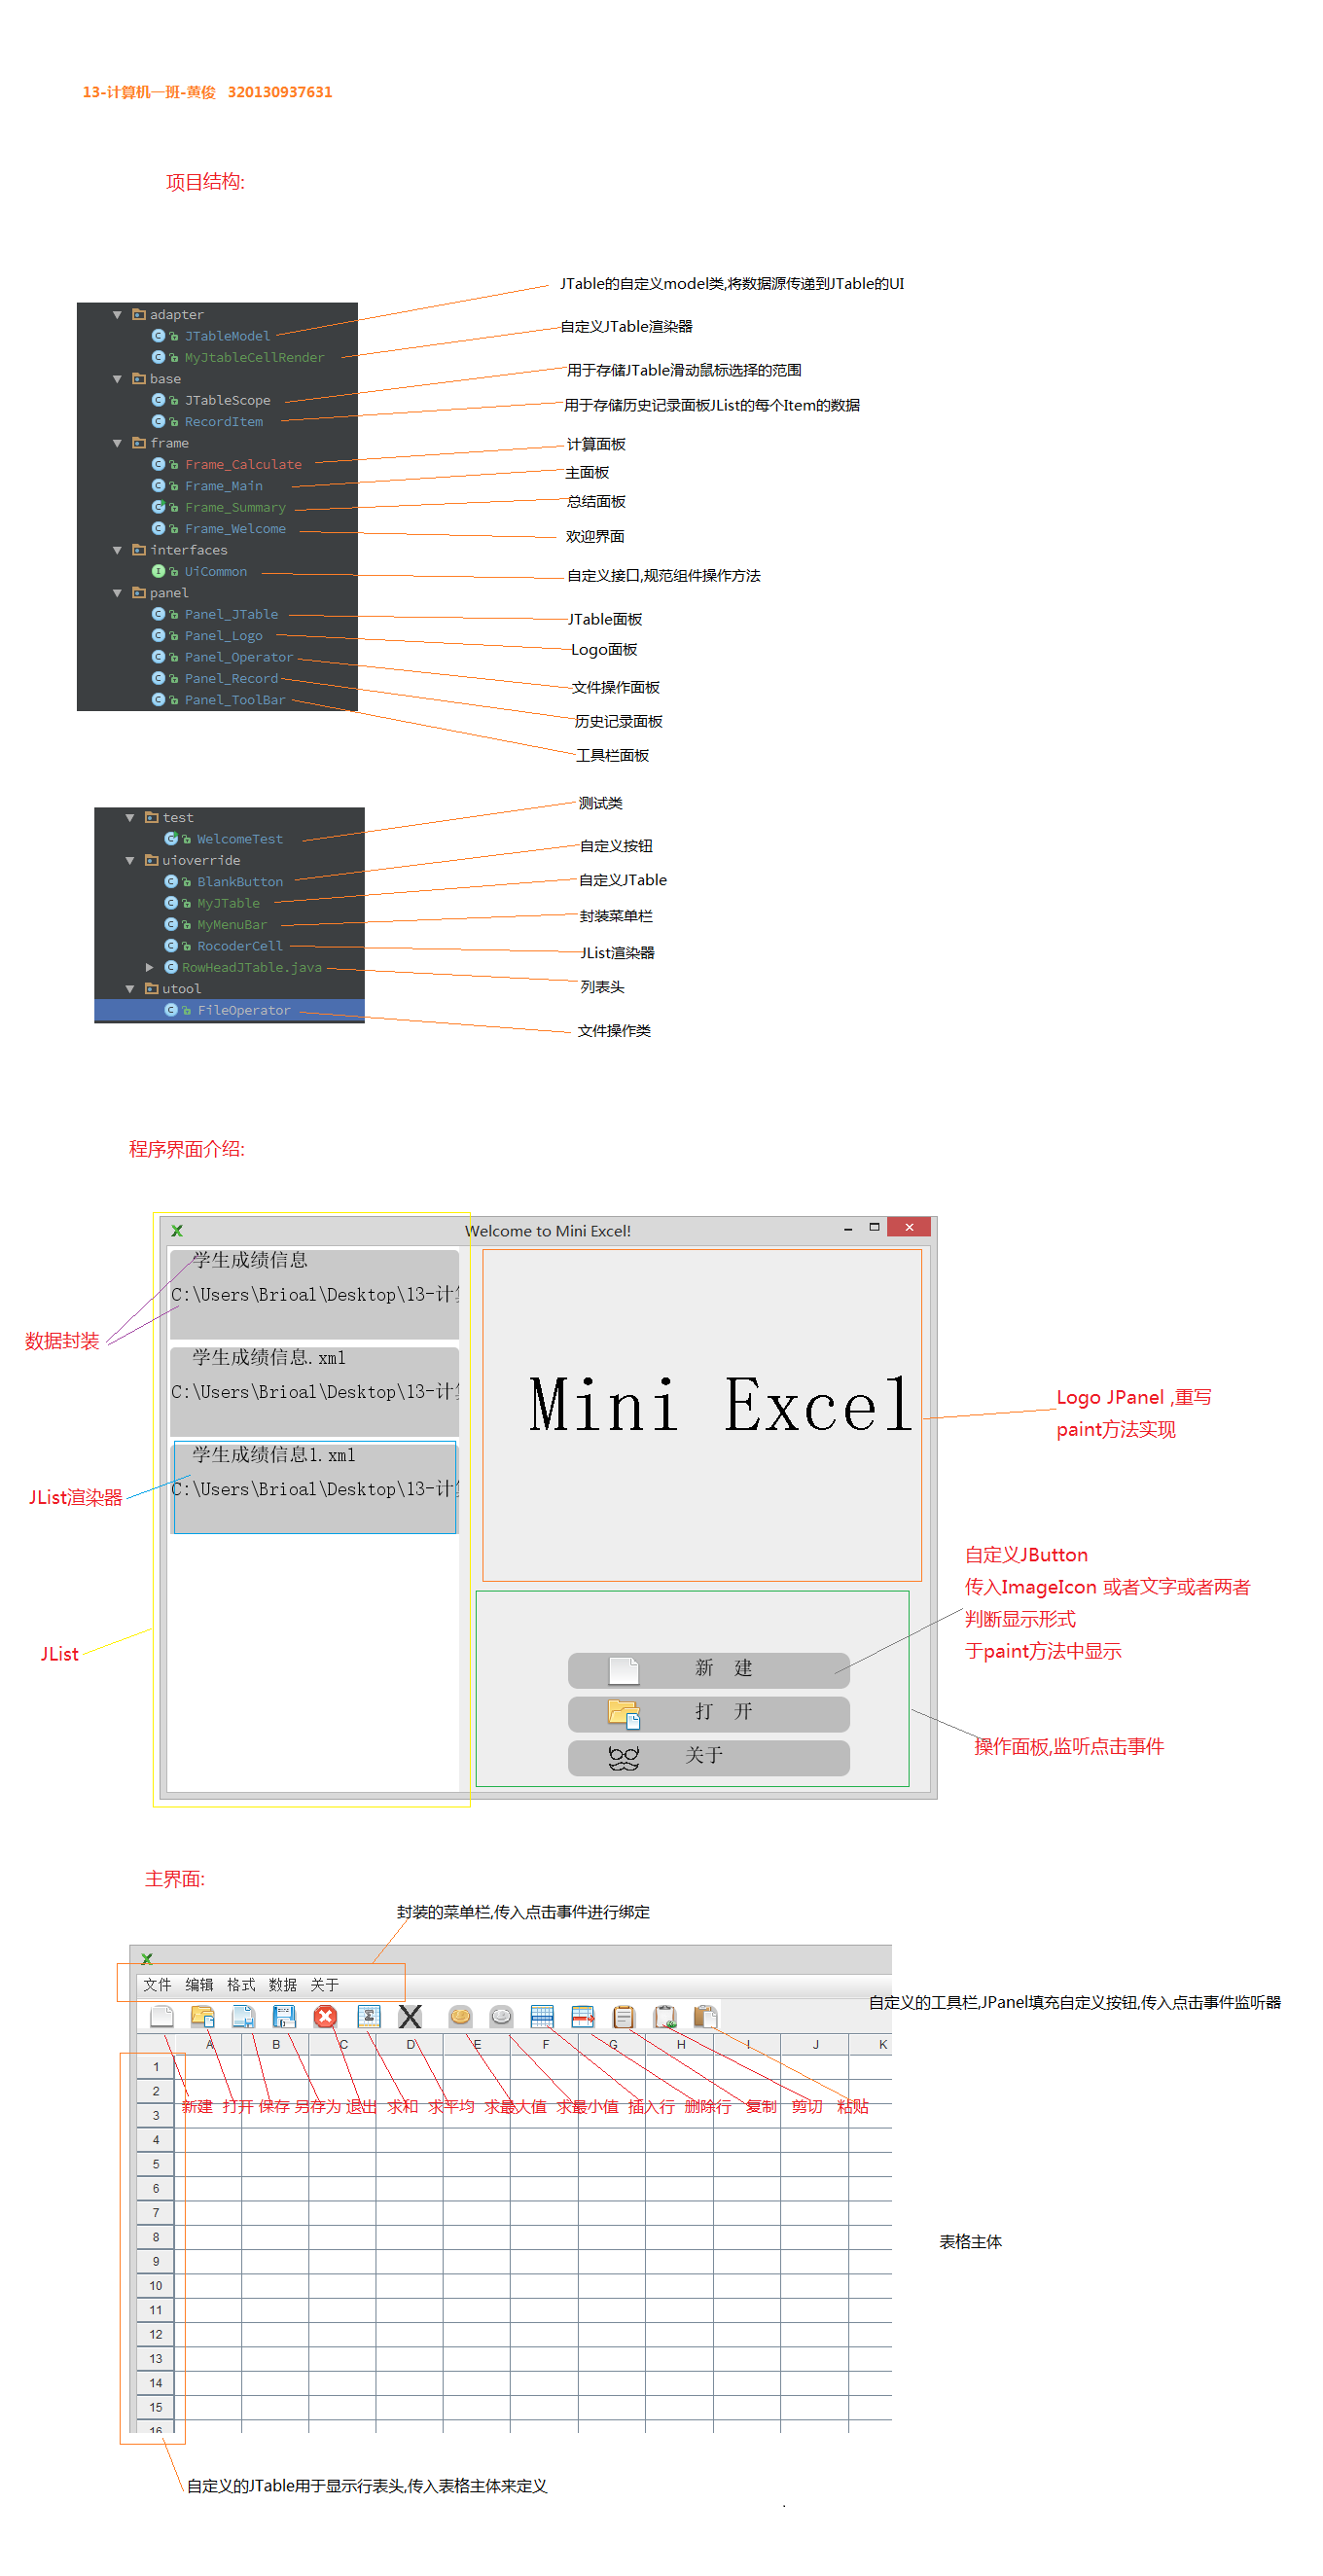 13-计算机一班-黄俊 320130937631
项目结构:
adapter
JTableModel
JTable的自定义model类,将数据源传递到JTable的UI
MyJtableCellRender
自定义JTable渲染器
base
JTableScope
用于存储JTable滑动鼠标选择的范围
RecordItem
用于存储历史记录面板JList的每个Item的数据
frame
Frame_Calculate
计算面板
Frame_Main
主面板
Frame_Summary
总结面板
Frame_Welcome
欢迎界面
interfaces
UiCommon
自定义接口,规范组件操作方法
panel
Panel_JTable
JTable面板
Panel_Logo
Logo面板
Panel_Operator
文件操作面板
Panel_Record
历史记录面板
Panel_ToolBar
工具栏面板
test
WelcomeTest
测试类
uioverride
BlankButton
自定义按钮
MyJTable
自定义JTable
MyMenuBar
封装菜单栏
RocoderCell
JList渲染器
RowHeadJTable.java
列表头
utool
FileOperator
文件操作类
程序界面介绍:
Welcome to Mini Excel!
学生成绩信息
C:\Users\Brioal\Desktop\13-计
数据封装
学生成绩信息.xml
C:\Users\Brioal\Desktop\13-计
学生成绩信息1.xml
C:\Users\Brioal\Desktop\13-计
JList渲染器
JList
Mini Excel
Logo JPanel ,重写
paint方法实现
自定义JButton
传入ImageIcon 或者文字或者两者
判断显示形式
于paint方法中显示
新 建
打 开
关于
操作面板,监听点击事件
主界面:
封装的菜单栏,传入点击事件进行绑定
文件 编辑 格式 数据 关于
自定义的工具栏,JPanel填充自定义按钮,传入点击事件监听器
A B C D E F G H I J K
1
2
新建 打开 保存 另存为 退出 求和 求平均 求最大值 求最小值 插入行 删除行 复制 剪切 粘贴
3
4
5
6
7
8
表格主体
9
10
11
12
13
14
15
16
自定义的JTable用于显示行表头,传入表格主体来定义
.